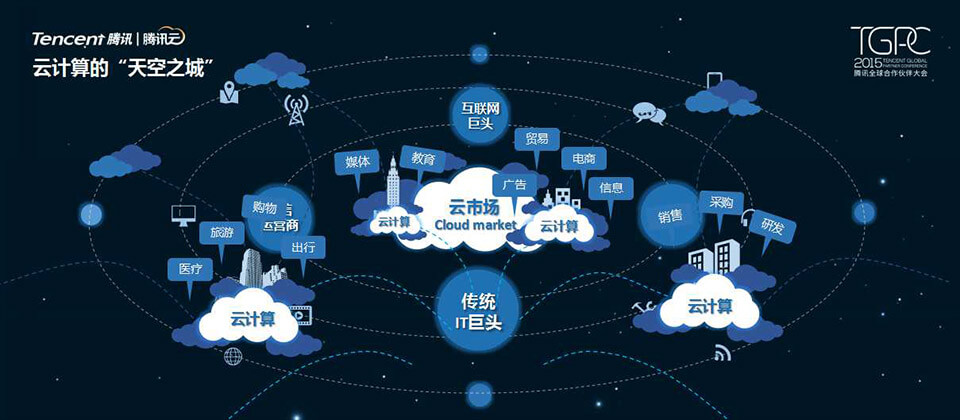 Tencent 腾讯 | 腾讯云
云计算的“天空之城”
TGPC
2015 TENCENT GLOBAL
PARTNER CONFERENCE
腾讯全球合作伙伴大会
互联网
巨头
贸易
媒体
教育
电商
广告
信息
云市场
Cloud market
云计算
云计算
购物
互营商
旅游
出行
医疗
云计算
销售
采购
研发
云计算
传统
IT巨头